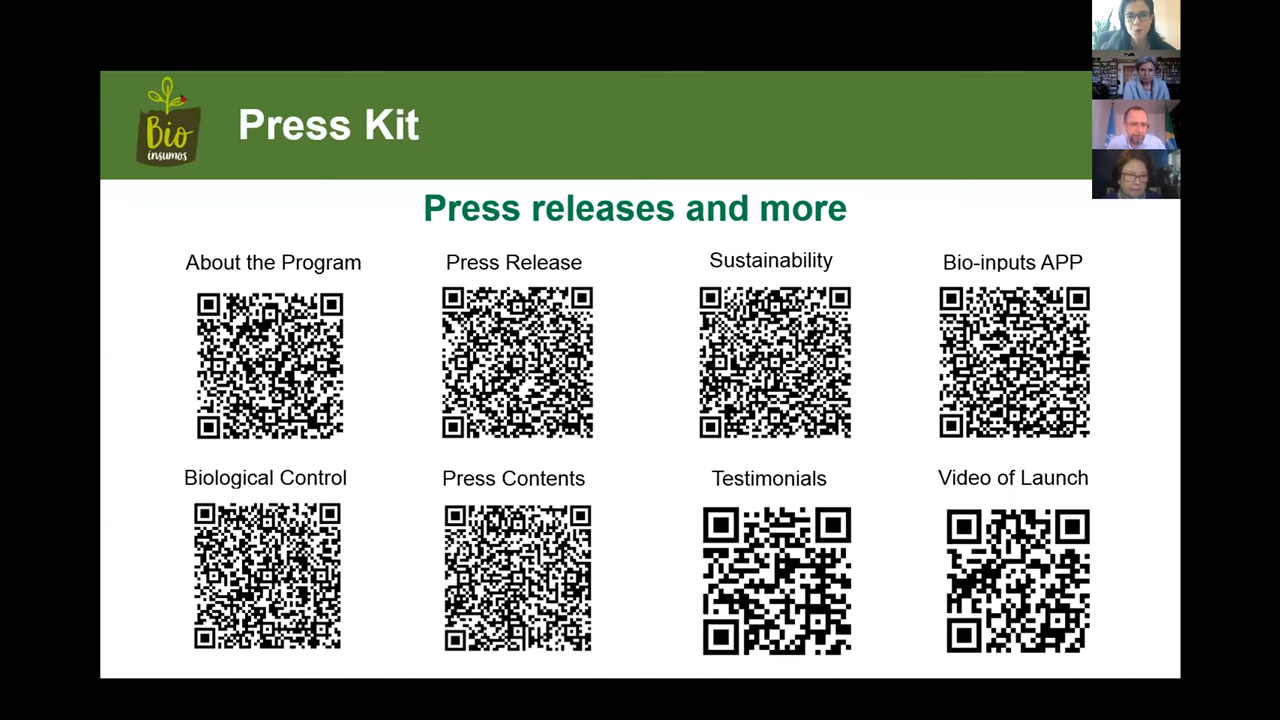 Bio
insumos
Press Kit
Press releases and more
About the Program
Press Release
Sustainability
Bio-inputs APP
Biological Control
Press Contents
Testimonials
Video of Launch